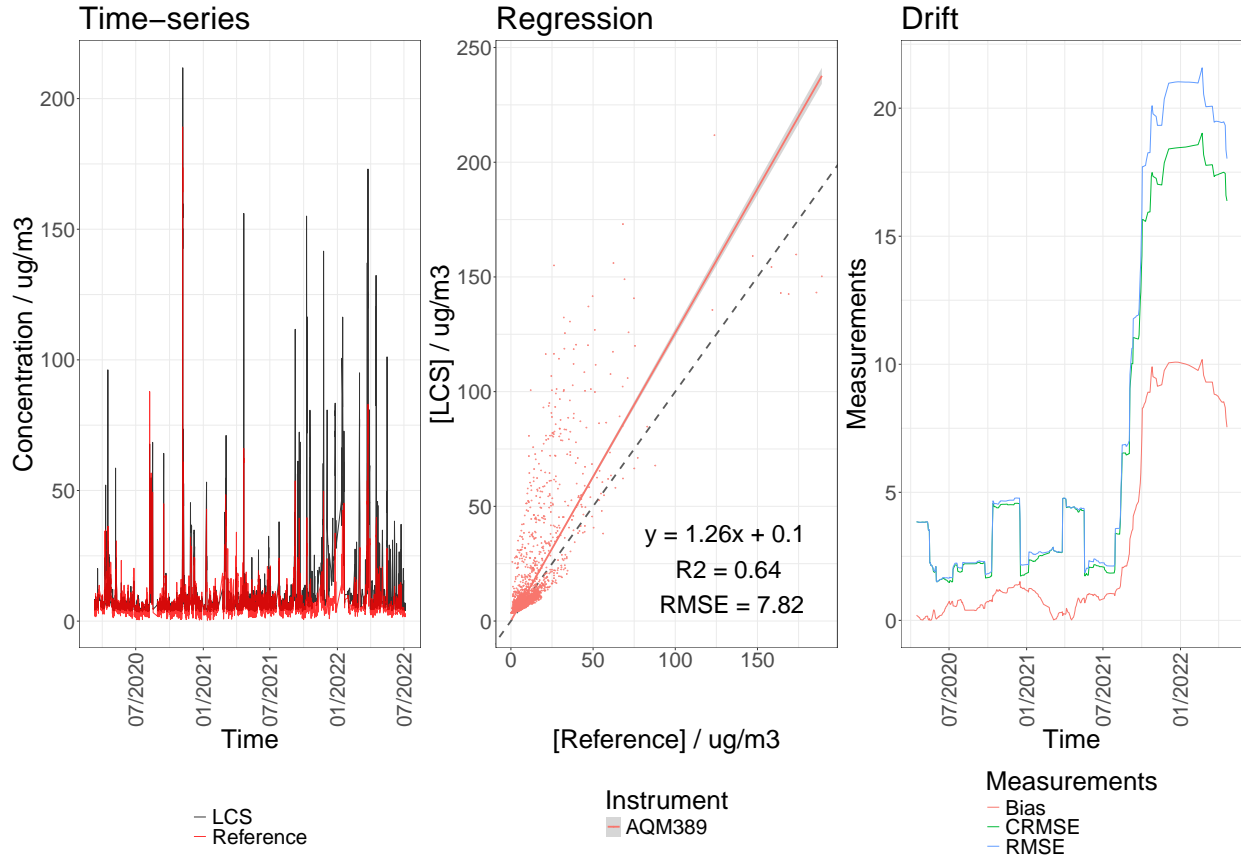 Time−series
Concentration / ug/m3
200
150
100
50
0
07/2020
01/2021
07/2021
01/2022
07/2022
Time
LCS
Reference
Regression
[LCS] / ug/m3
250
200
150
100
50
0
y = 1.26x + 0.1
R2 = 0.64
RMSE = 7.82
0
50
100
150
[Reference] / ug/m3
Instrument
AQM389
Drift
Measurements
20
15
10
5
0
07/2020
01/2021
07/2021
01/2022
Time
Measurements
Bias
CRMSE
RMSE